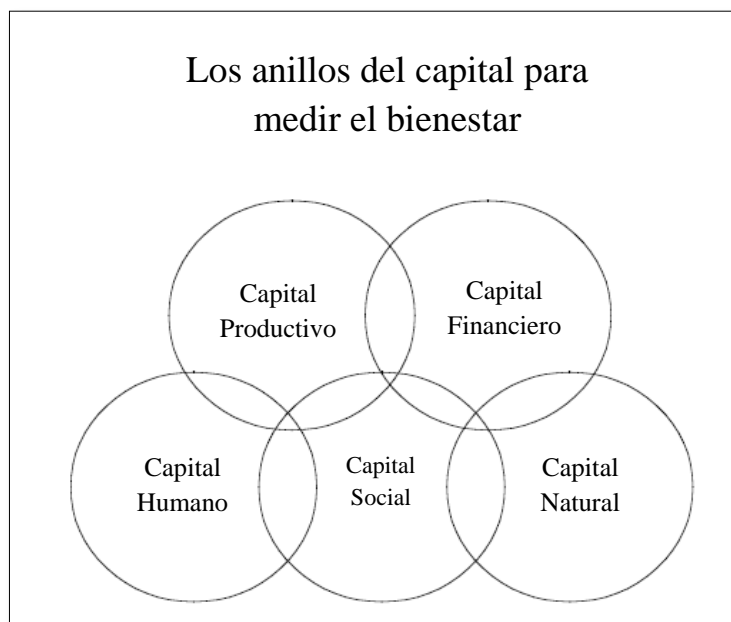 Los anillos del capital para
medir el bienestar
Capital
Productivo
Capital
Financiero
Capital
Humano
Capital
Social
Capital
Natural